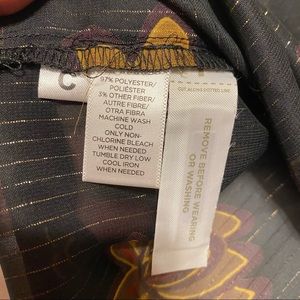 C
97% POLYESTER/
POLIÉSTER
3% OTHER FIBER/
AUTRE FIBRE/
OTRA FIBRA
MACHINE WASH
COLD
ONLY NON-
CHLORINE BLEACH
WHEN NEEDED
TUMBLE DRY LOW
COOL IRON
WHEN NEEDED
CUT ALONG DOTTED LINE
REMOVE BEFORE WEARING
OR WASHING